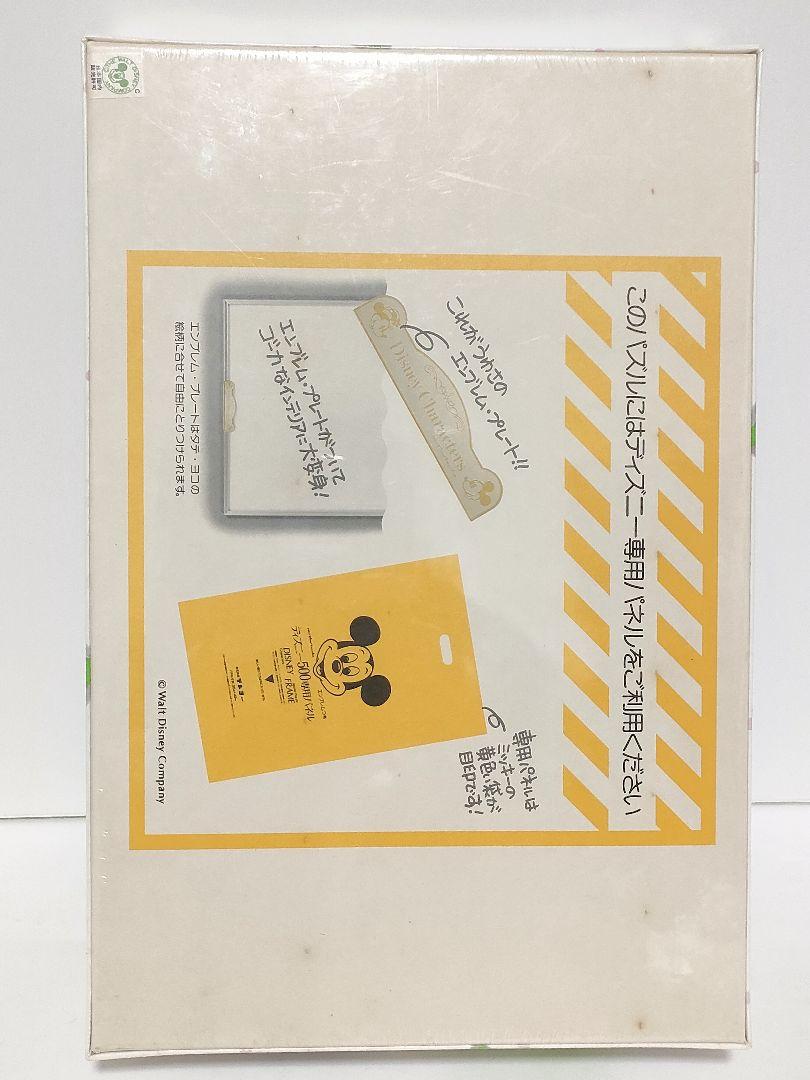 このパズルにはディズニー専用パネルをご利用ください
これがうわさの
エンブレム・プレート!!
Disney Characters
エンブレム・プレートがついて
ゴーカなインテリアに大変身!
エンブレム・プレートはタテ・ヨコの
絵柄に合せて自由にとりつけられます。
専用パネルは
ミッキーの
黄色い袋が
目印です!
エンブレムつき
ディズニー500専用パネル
DISNEY FRAME
© Walt Disney Company